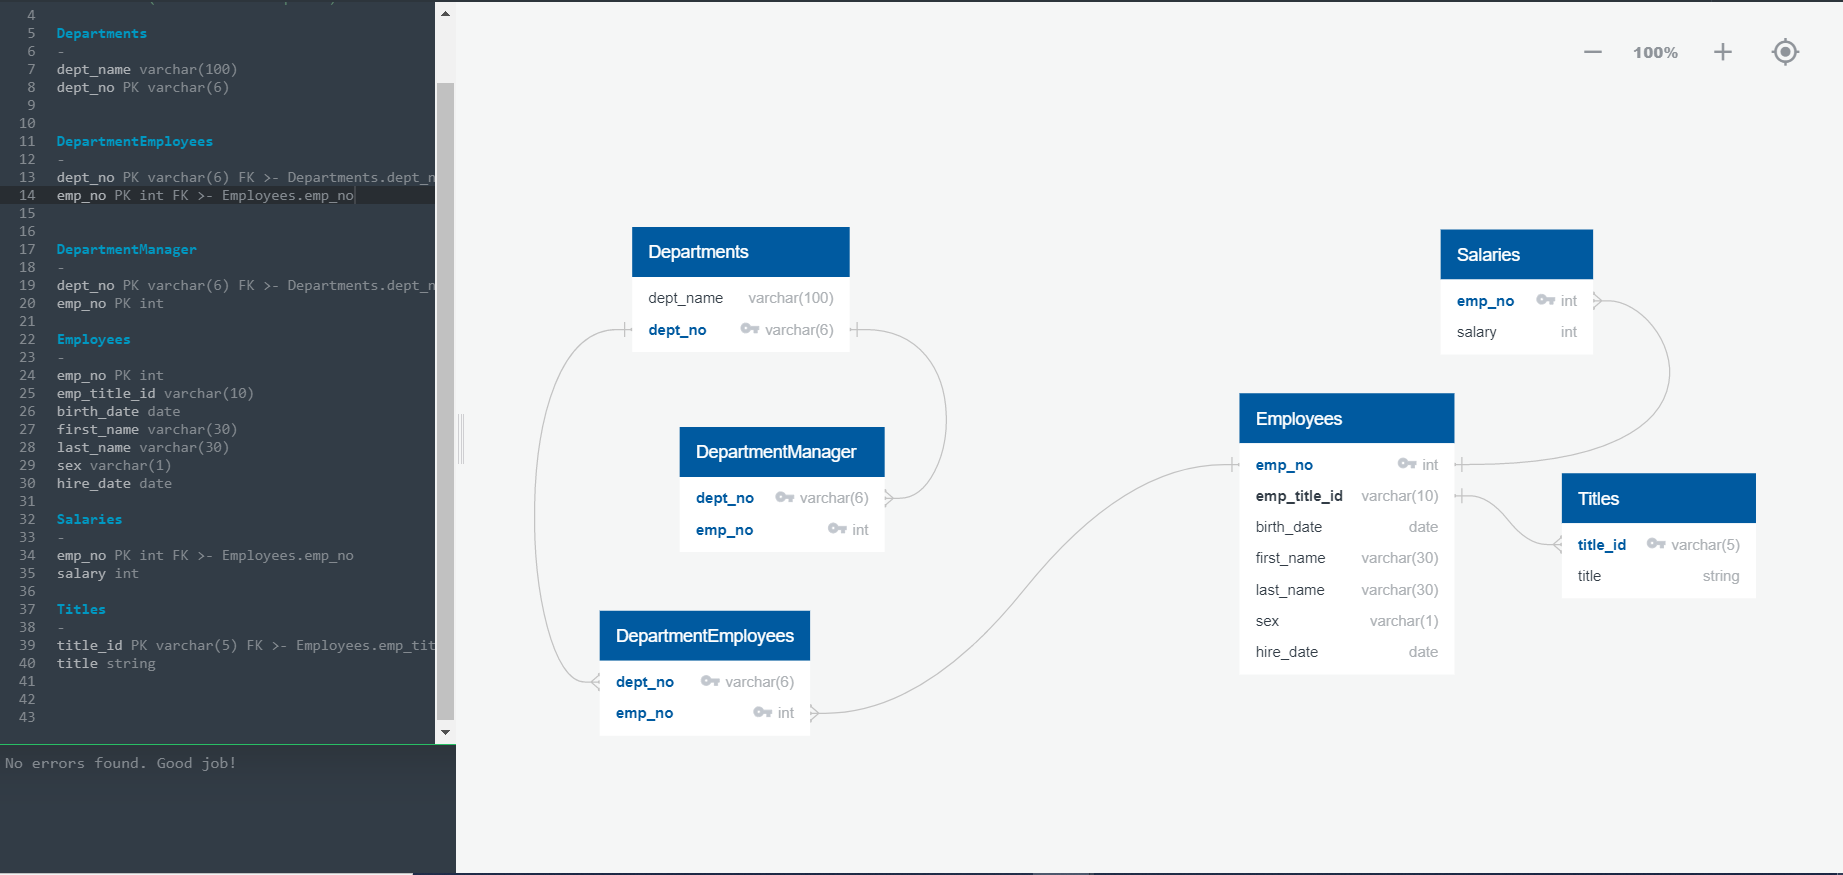 4
5 Departments
6 -
7 dept_name varchar(100)
8 dept_no PK varchar(6)
9
10
11 DepartmentEmployees
12 -
13 dept_no PK varchar(6) FK >- Departments.dept_n
14 emp_no PK int FK >- Employees.emp_no
15
16
17 DepartmentManager
18 -
19 dept_no PK varchar(6) FK >- Departments.dept_n
20 emp_no PK int
21
22 Employees
23 -
24 emp_no PK int
25 emp_title_id varchar(10)
26 birth_date date
27 first_name varchar(30)
28 last_name varchar(30)
29 sex varchar(1)
30 hire_date date
31
32 Salaries
33 -
34 emp_no PK int FK >- Employees.emp_no
35 salary int
36
37 Titles
38 -
39 title_id PK varchar(5) FK >- Employees.emp_tit
40 title string
41
42
43
No errors found. Good job!
100%
Departments
dept_name varchar(100)
dept_no varchar(6)
DepartmentManager
dept_no varchar(6)
emp_no int
DepartmentEmployees
dept_no varchar(6)
emp_no int
Salaries
emp_no int
salary int
Employees
emp_no int
emp_title_id varchar(10)
birth_date date
first_name varchar(30)
last_name varchar(30)
sex varchar(1)
hire_date date
Titles
title_id varchar(5)
title string